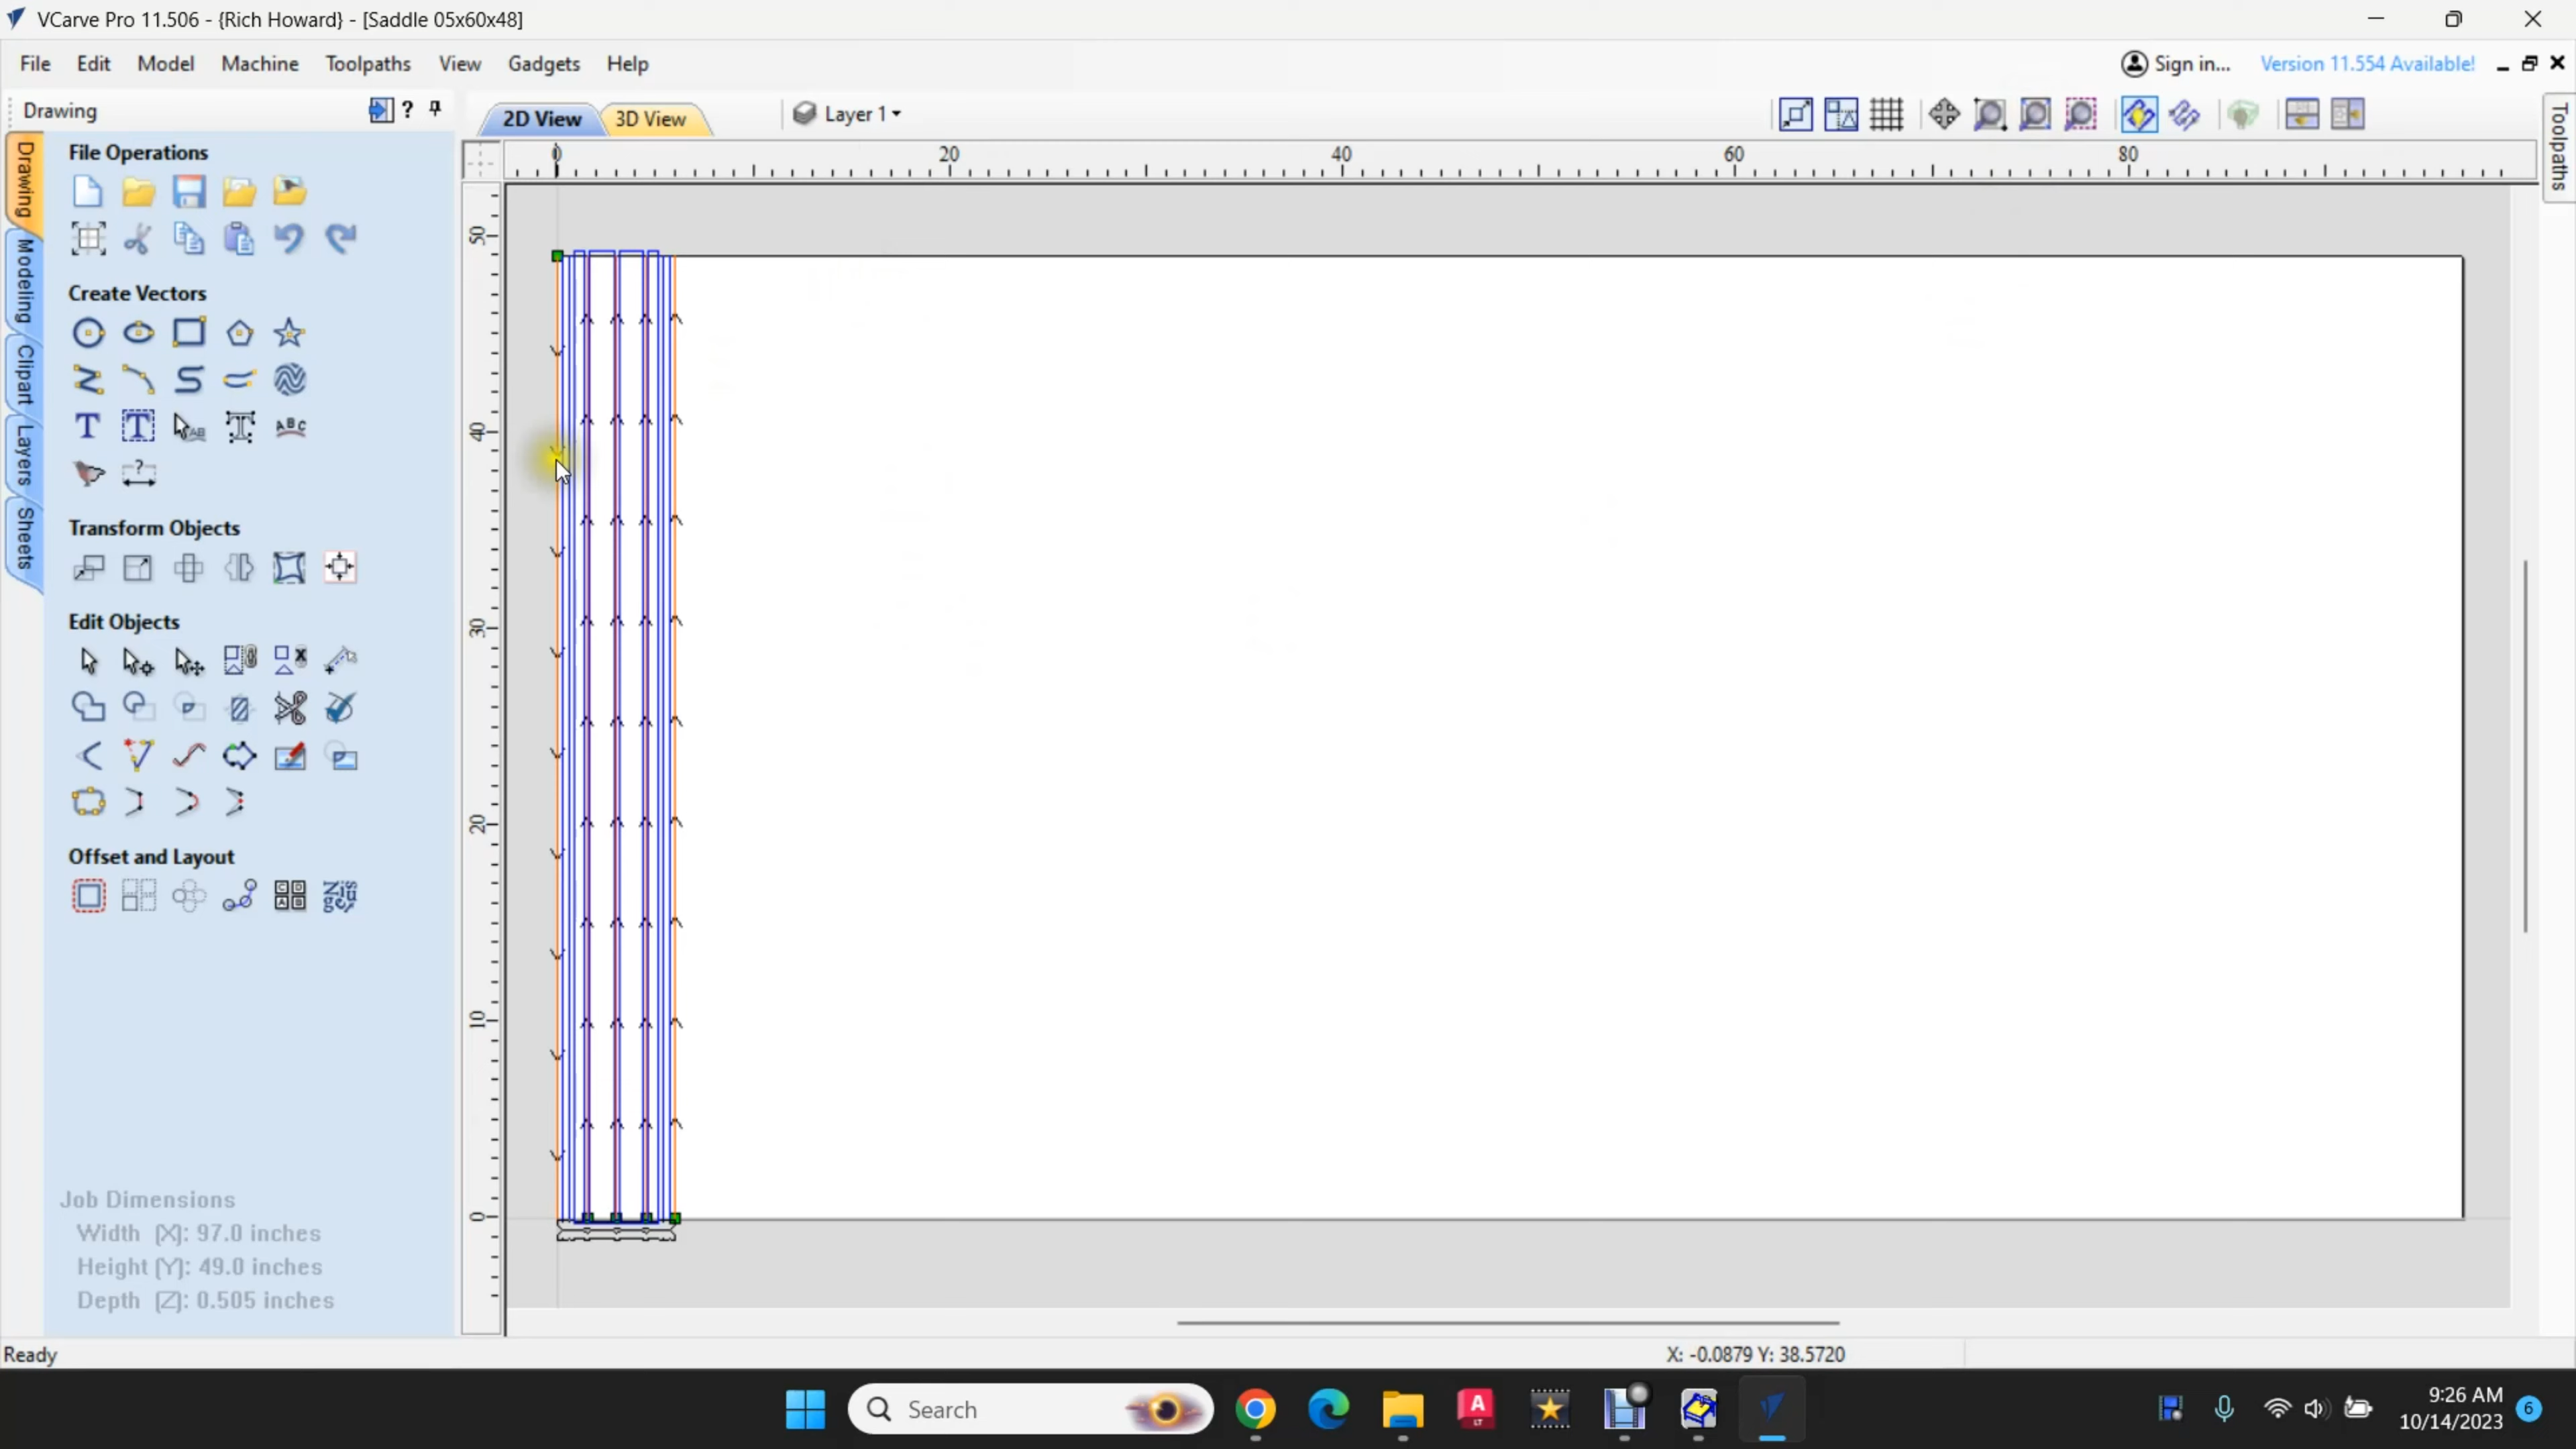 VCarve Pro 11.506 - {Rich Howard} - [Saddle 05x60x48]
File Edit Model Machine Toolpaths View Gadgets Help
Sign in... Version 11.554 Available!
Drawing ?
2D View 3D View Layer 1
Toolpaths
0 20 40 60 80
Drawing
Modeling
Clipart
Layers
Sheets
File Operations
Create Vectors
T T AB T ABC
?
Transform Objects
Edit Objects
Offset and Layout
50
40
30
20
10
0
Job Dimensions
Width (X): 97.0 inches
Height (Y): 49.0 inches
Depth (Z): 0.505 inches
Ready
X: -0.0879 Y: 38.5720
Search
A
LT
9:26 AM
10/14/2023
6